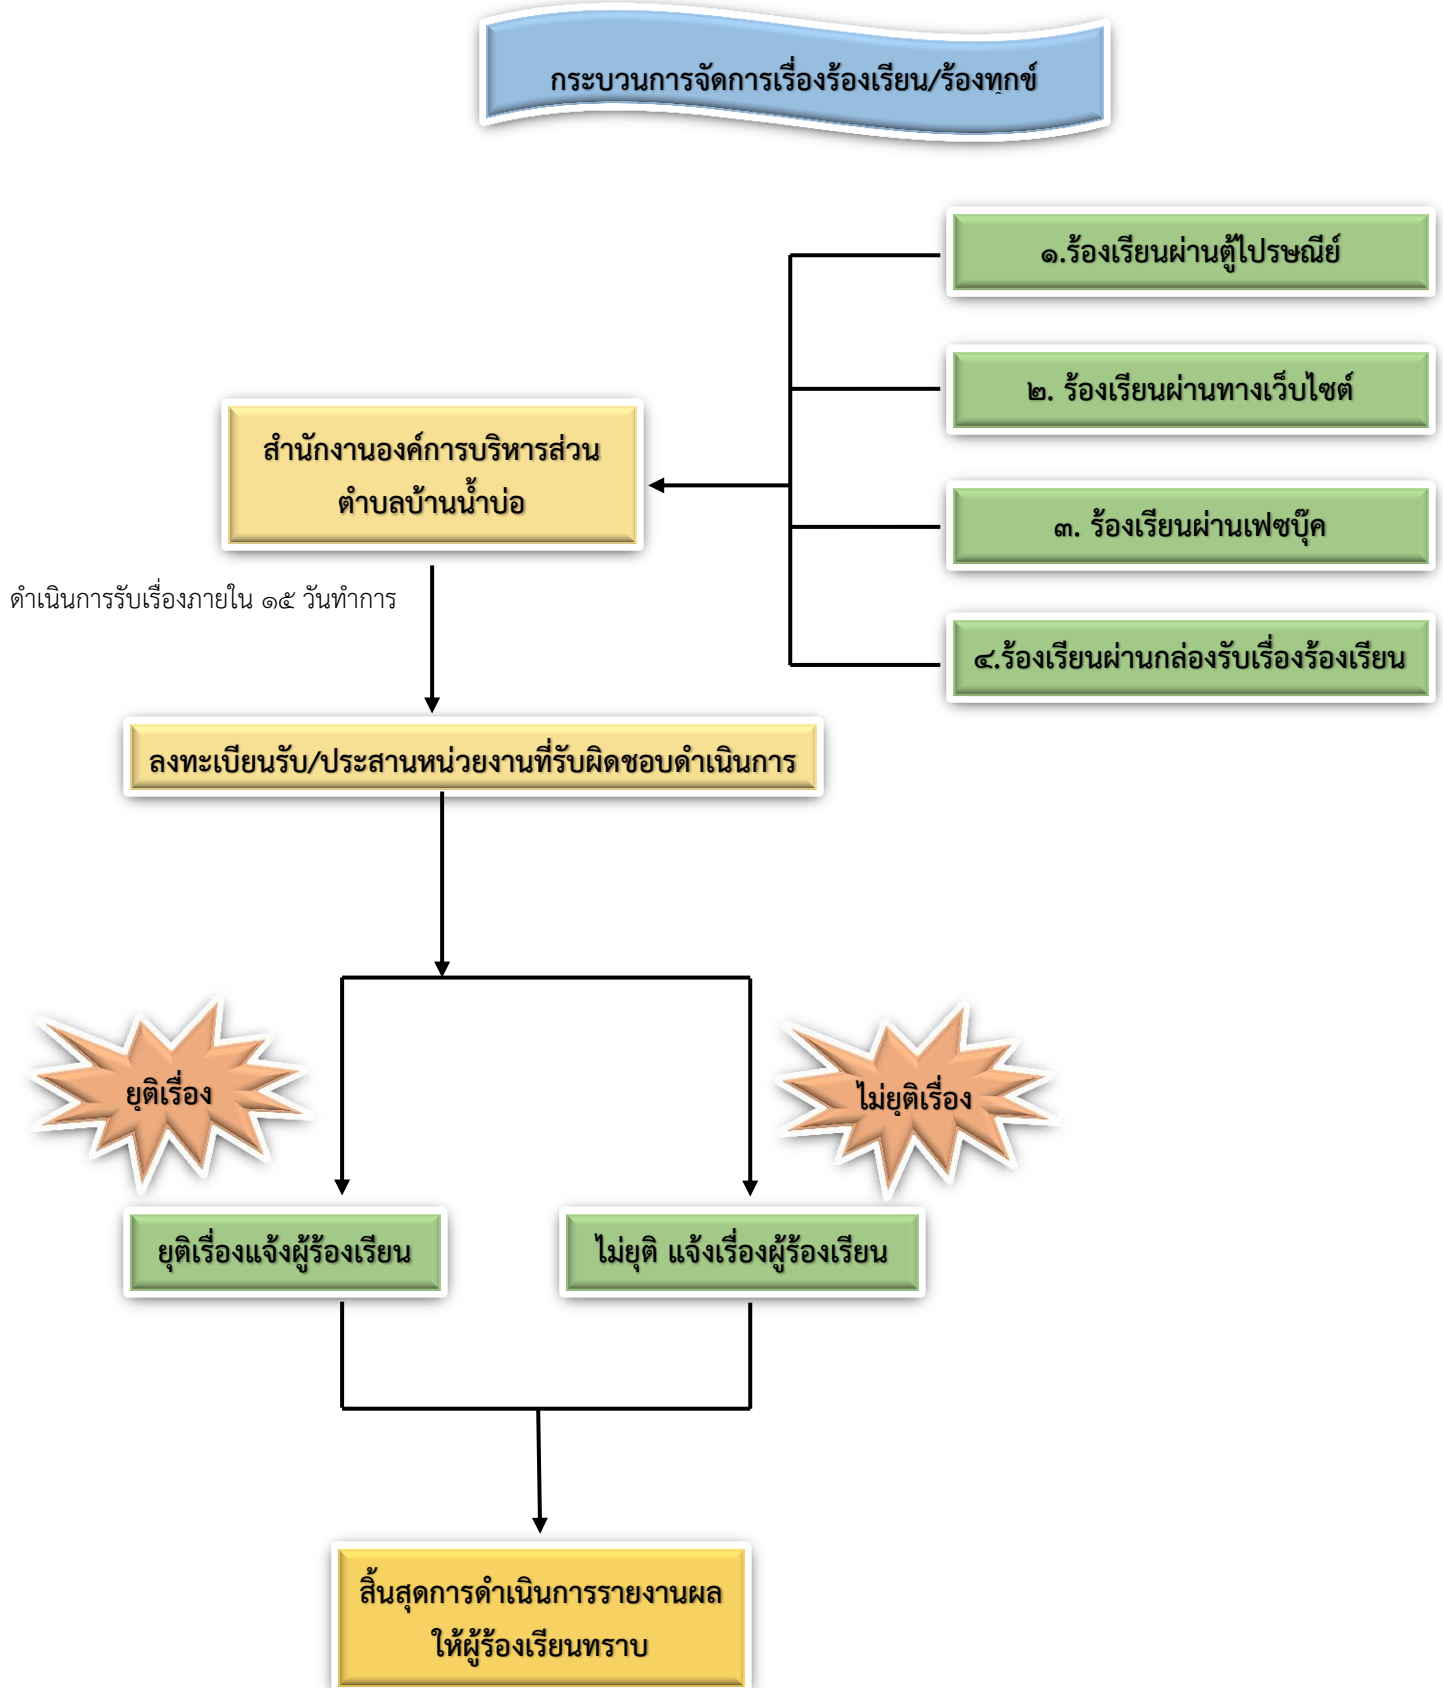 กระบวนการจัดการเรื่องร้องเรียน/ร้องทุกข์
๑.ร้องเรียนผ่านตู้ไปรษณีย์
๒. ร้องเรียนผ่านทางเว็บไซต์
๓. ร้องเรียนผ่านเฟซบุ๊ค
๔.ร้องเรียนผ่านกล่องรับเรื่องร้องเรียน
สำนักงานองค์การบริหารส่วน
ตำบลบ้านน้ำบ่อ
ดำเนินการรับเรื่องภายใน ๑๕ วันทำการ
ลงทะเบียนรับ/ประสานหน่วยงานที่รับผิดชอบดำเนินการ
ยุติเรื่อง
ไม่ยุติเรื่อง
ยุติเรื่องแจ้งผู้ร้องเรียน
ไม่ยุติ แจ้งเรื่องผู้ร้องเรียน
สิ้นสุดการดำเนินการรายงานผล
ให้ผู้ร้องเรียนทราบ